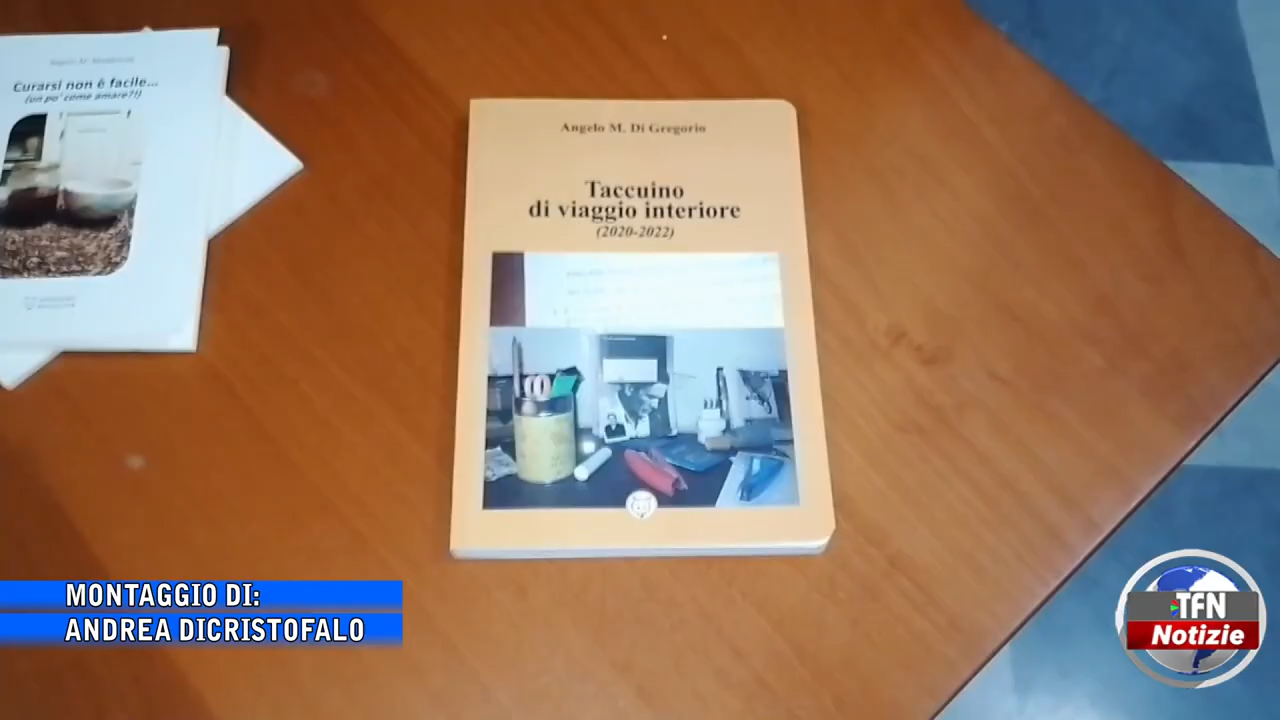 Curarsi non è facile...
(un po' come amare?!)
Angelo M. Di Gregorio
Taccuino
di viaggio interiore
(2020-2022)
MONTAGGIO DI:
ANDREA DICRISTOFALO
TFN
Notizie